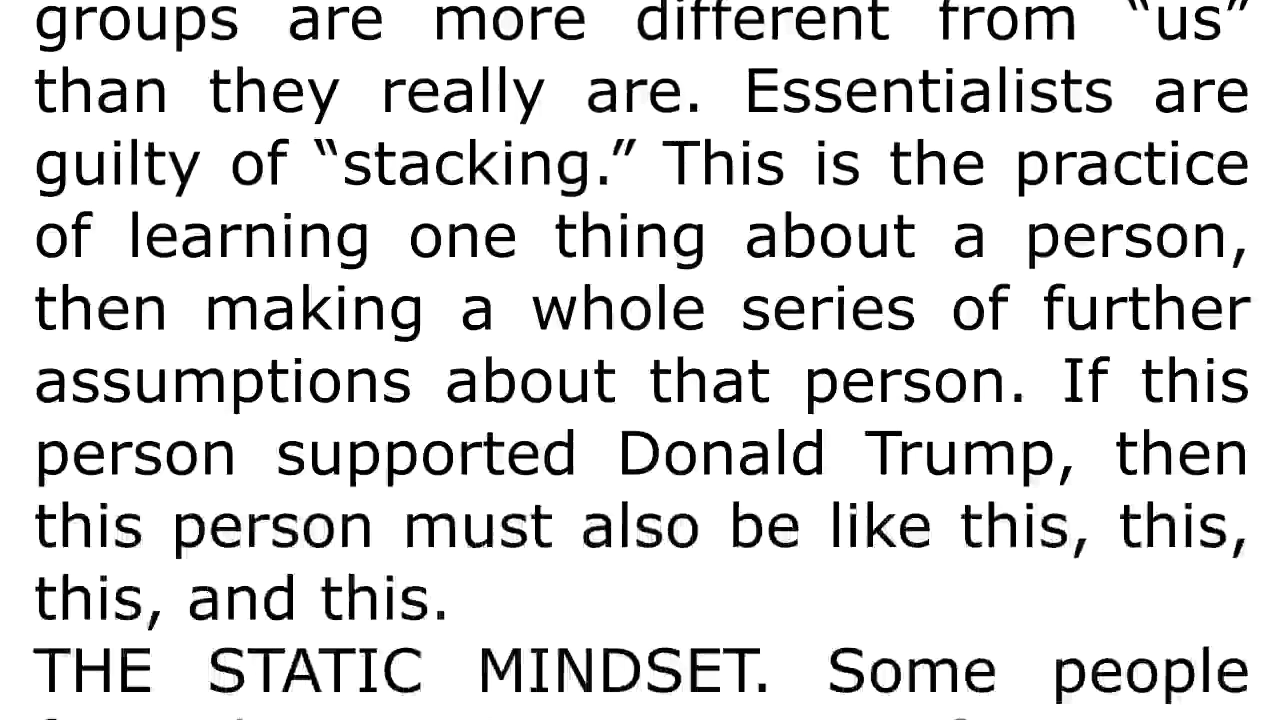 groups are more different from “us”
than they really are. Essentialists are
guilty of “stacking.” This is the practice
of learning one thing about a person,
then making a whole series of further
assumptions about that person. If this
person supported Donald Trump, then
this person must also be like this, this,
this, and this.
THE STATIC MINDSET. Some people